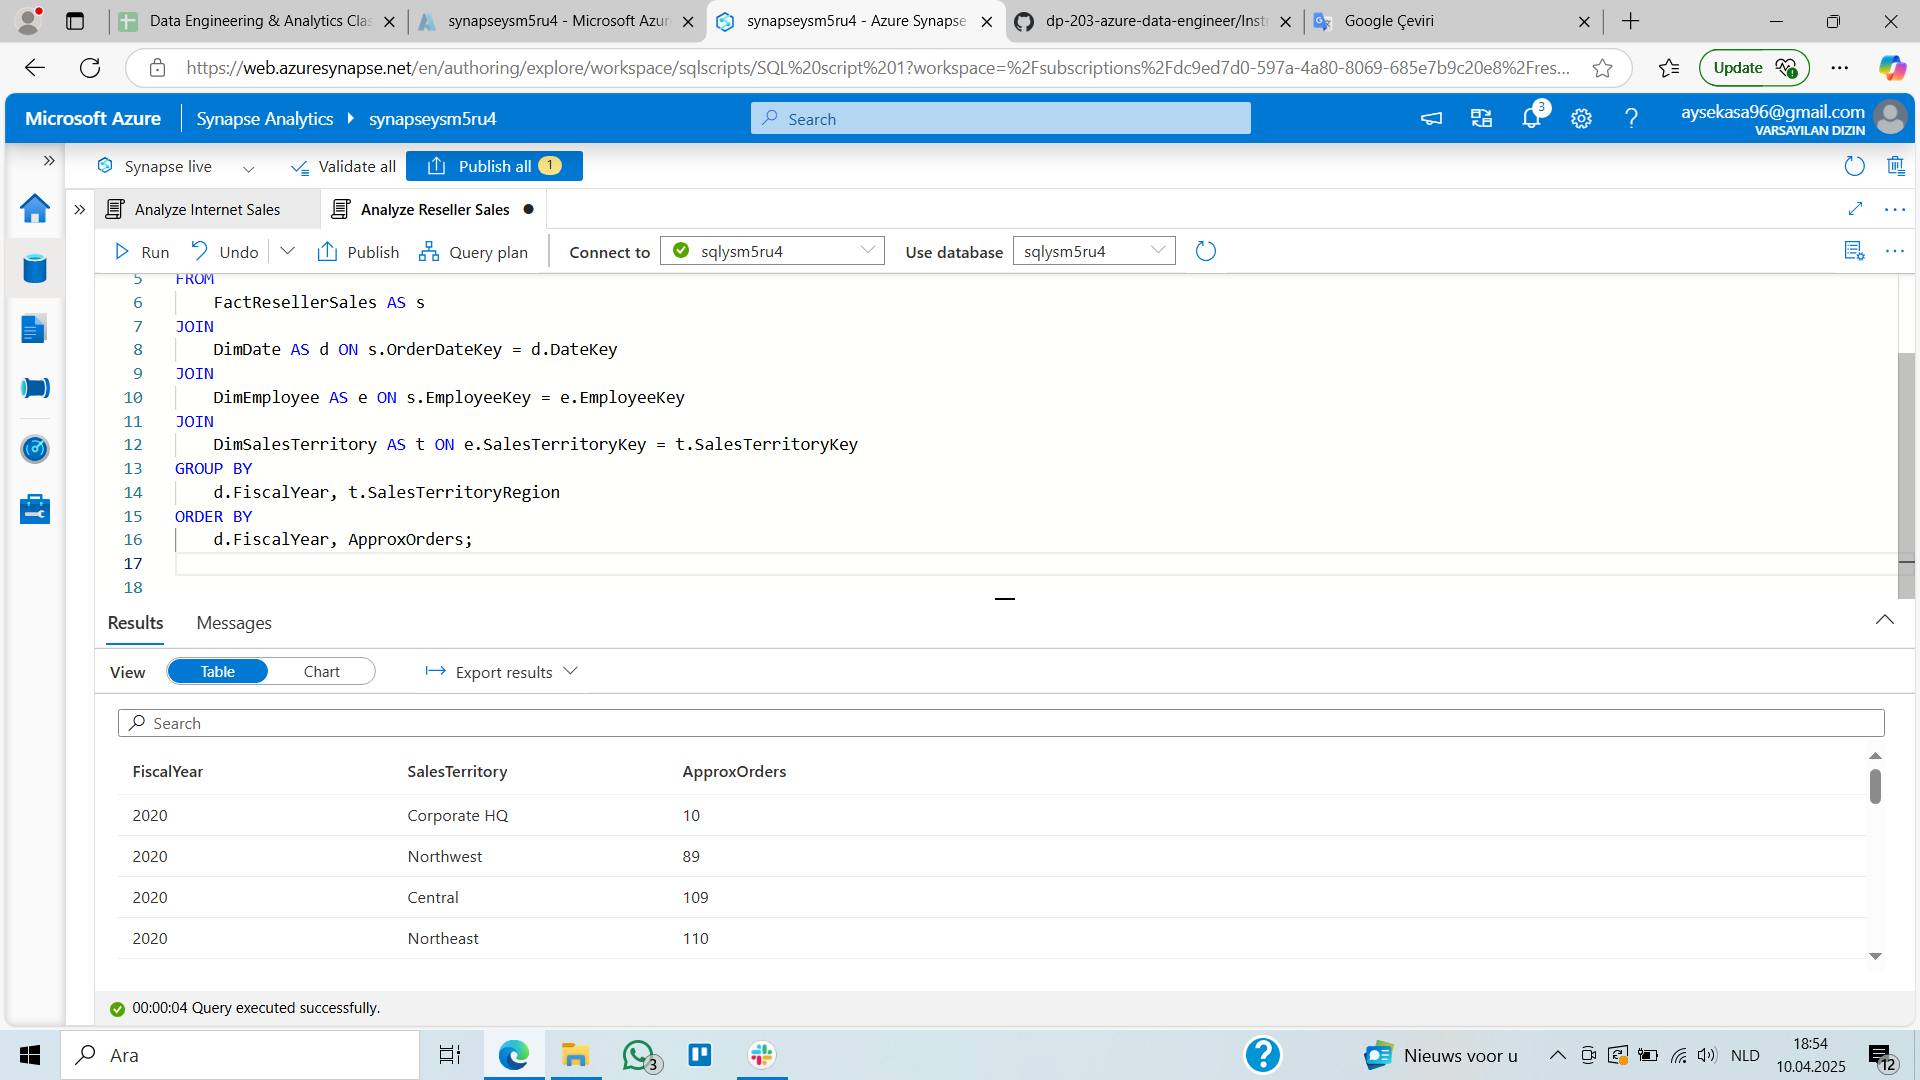 Data Engineering & Analytics Clas
synapseysm5ru4 - Microsoft Azur
synapseysm5ru4 - Azure Synapse
dp-203-azure-data-engineer/Inst
Google Çeviri
https://web.azuresynapse.net/en/authoring/explore/workspace/sqlscripts/SQL%20script%201?workspace=%2Fsubscriptions%2Fdc9ed7d0-597a-4a80-8069-685e7b9c20e8%2Fres...
Update
Microsoft Azure
Synapse Analytics
synapseysm5ru4
Search
3
aysekasa96@gmail.com
VARSAYILAN DIZIN
Synapse live
Validate all
Publish all 1
Analyze Internet Sales
Analyze Reseller Sales
Run
Undo
Publish
Query plan
Connect to
sqlysm5ru4
Use database
sqlysm5ru4
5 FROM
6 FactResellerSales AS s
7 JOIN
8 DimDate AS d ON s.OrderDateKey = d.DateKey
9 JOIN
10 DimEmployee AS e ON s.EmployeeKey = e.EmployeeKey
11 JOIN
12 DimSalesTerritory AS t ON e.SalesTerritoryKey = t.SalesTerritoryKey
13 GROUP BY
14 d.FiscalYear, t.SalesTerritoryRegion
15 ORDER BY
16 d.FiscalYear, ApproxOrders;
17
18
Results
Messages
View
Table
Chart
Export results
Search
FiscalYear SalesTerritory ApproxOrders
2020 Corporate HQ 10
2020 Northwest 89
2020 Central 109
2020 Northeast 110
00:00:04 Query executed successfully.
Ara
3
Nieuws voor u
NLD
18:54
10.04.2025
12